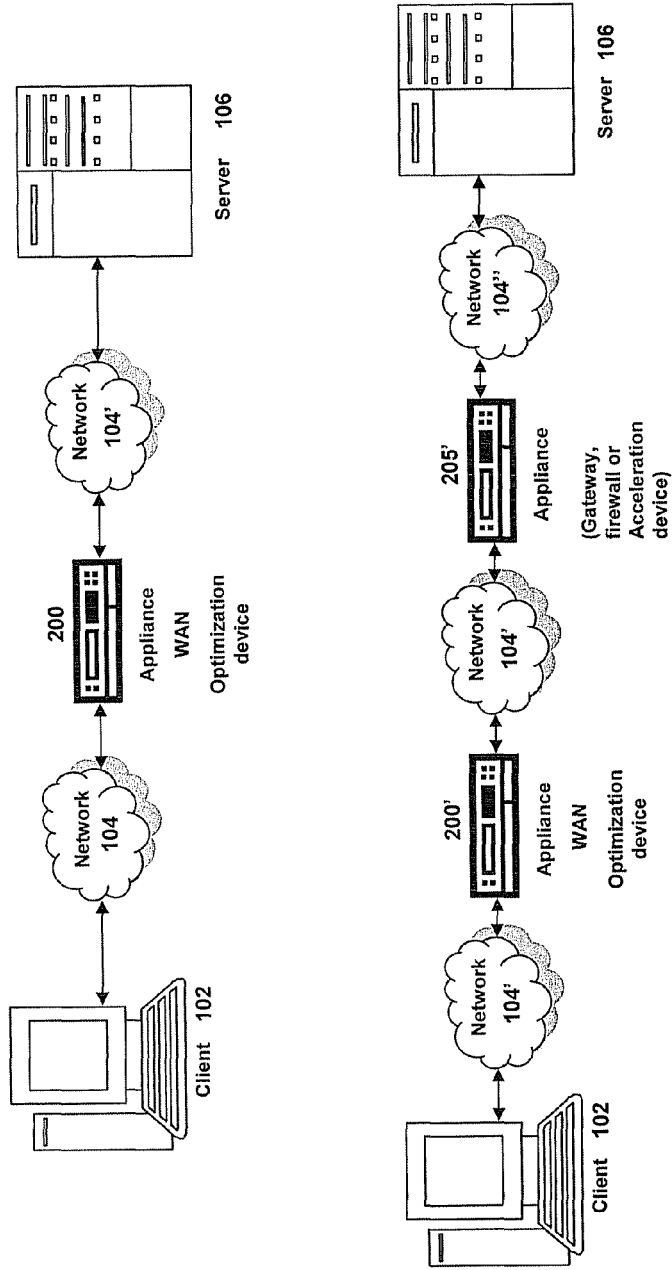 Client 102
Network
104
200
Appliance
WAN
Optimization
device
Network
104'
Server 106
Client 102
Network
104'
200'
Appliance
WAN
Optimization
device
Network
104'
205'
Appliance
(Gateway,
firewall or
Acceleration
device)
Network
104''
Server 106